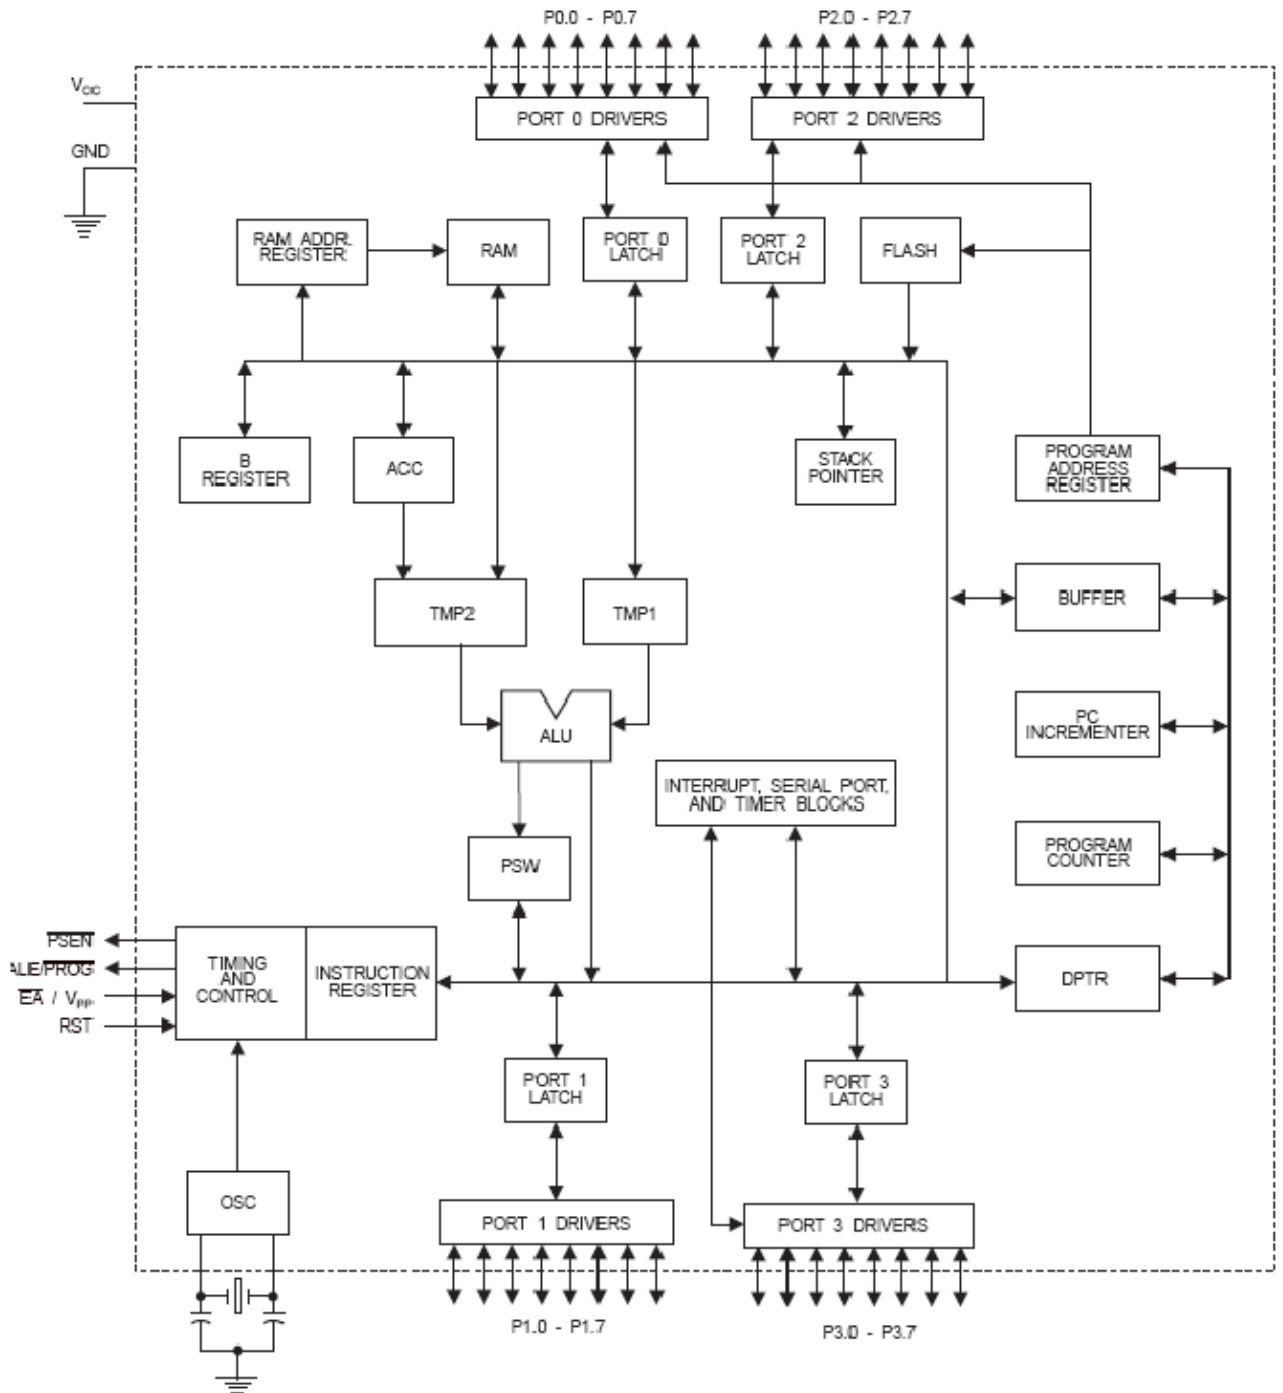 P0.0 - P0.7
P2.0 - P2.7
VCC
PORT 0 DRIVERS
PORT 2 DRIVERS
GND
RAM ADDR.
REGISTER
RAM
PORT 0
LATCH
PORT 2
LATCH
FLASH
B
REGISTER
ACC
STACK
POINTER
PROGRAM
ADDRESS
REGISTER
BUFFER
TMP2
TMP1
PC
INCREMENTER
ALU
INTERRUPT, SERIAL PORT,
AND TIMER BLOCKS
PROGRAM
COUNTER
PSW
PSEN
ALE/PROG
EA / VPP
RST
TIMING
AND
CONTROL
INSTRUCTION
REGISTER
DPTR
PORT 1
LATCH
PORT 3
LATCH
OSC
PORT 1 DRIVERS
PORT 3 DRIVERS
P1.0 - P1.7
P3.0 - P3.7